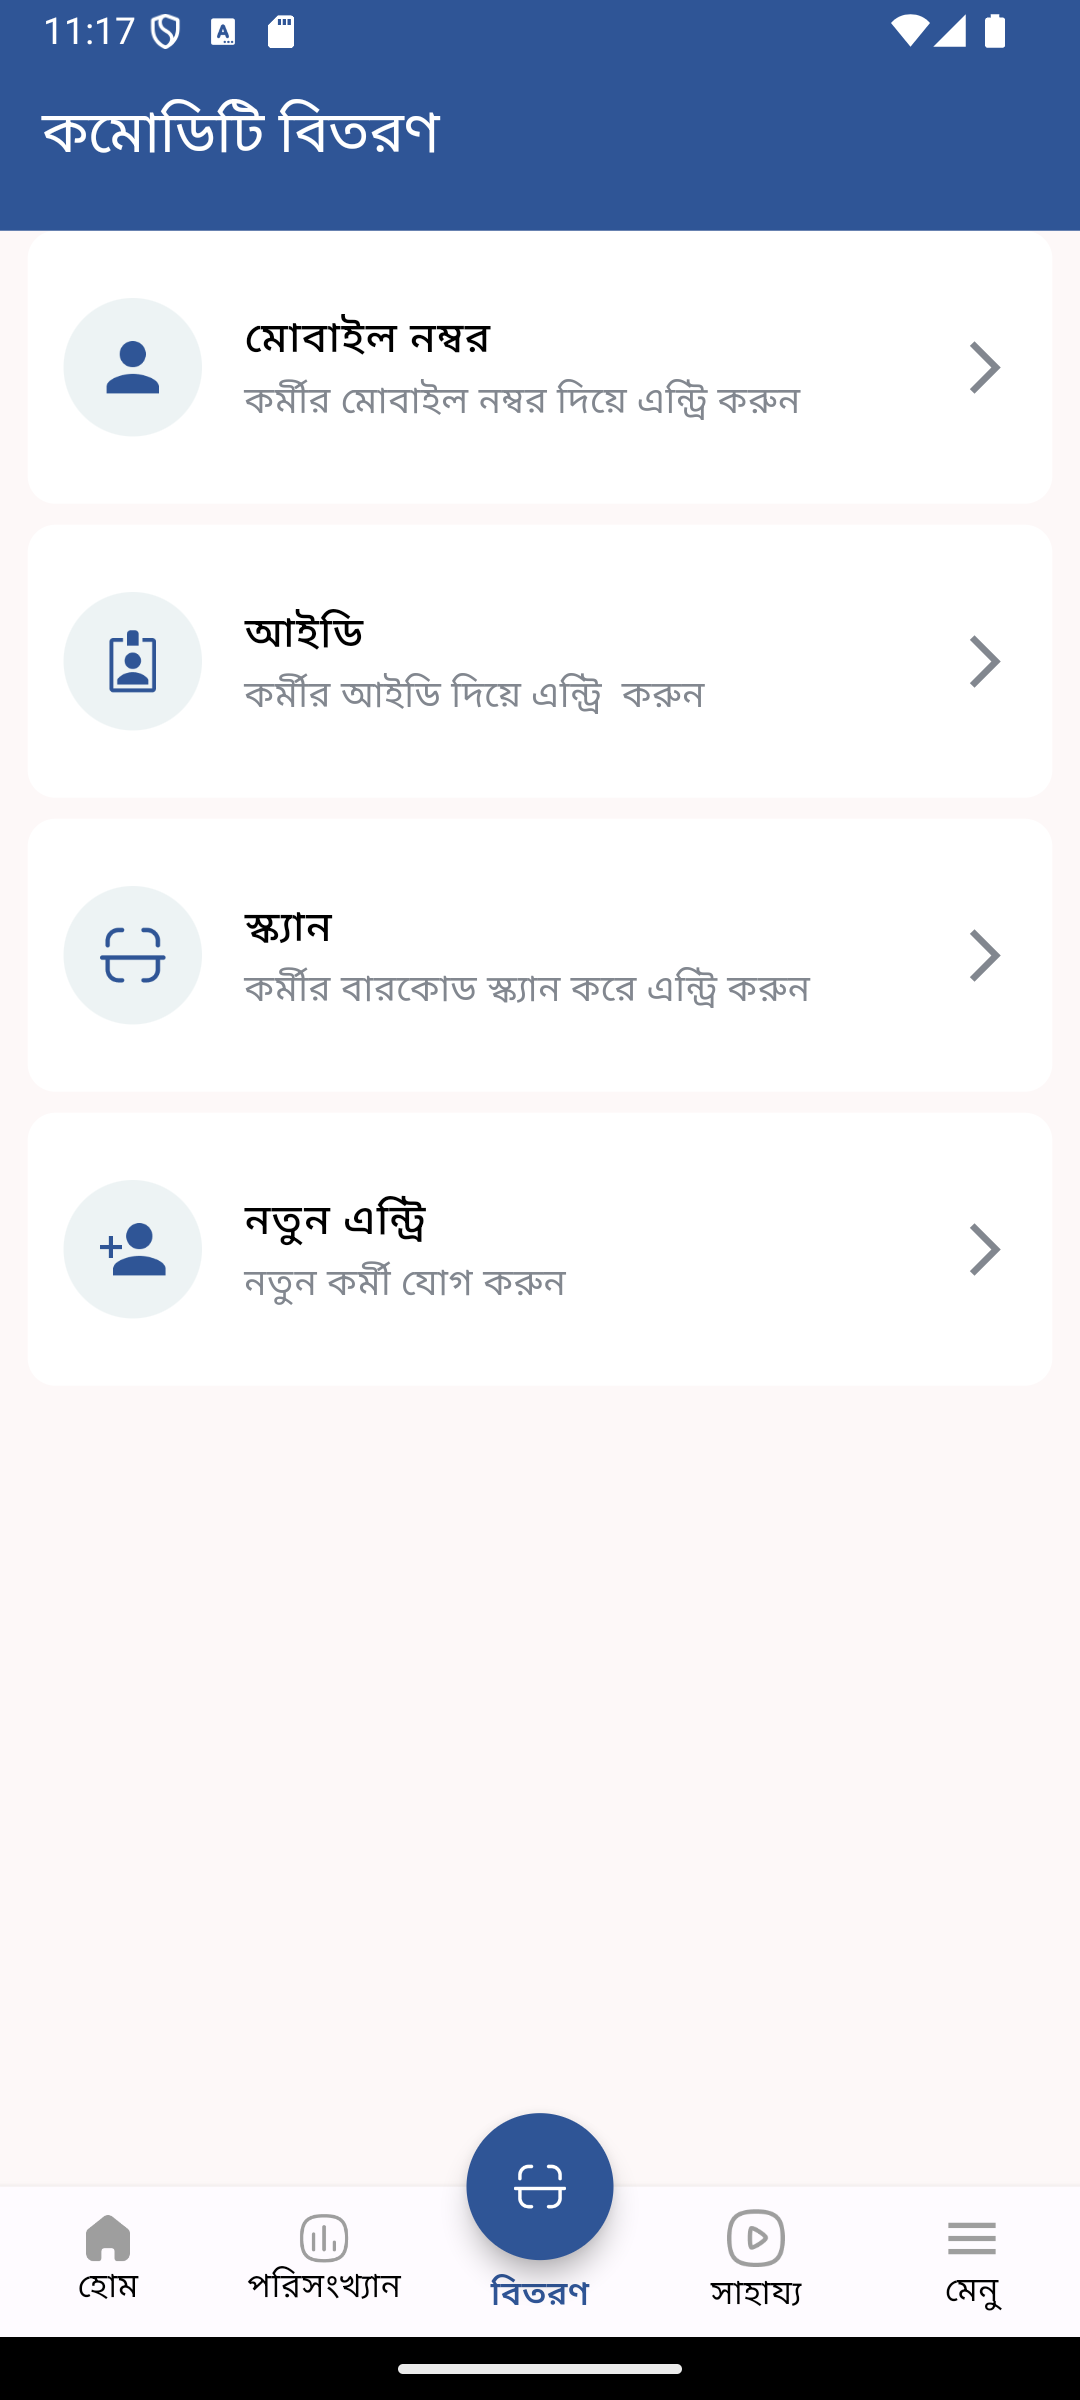 11:17
কমোডিটি বিতরণ
মোবাইল নম্বর
কর্মীর মোবাইল নম্বর দিয়ে এন্ট্রি করুন
আইডি
কর্মীর আইডি দিয়ে এন্ট্রি করুন
স্ক্যান
কর্মীর বারকোড স্ক্যান করে এন্ট্রি করুন
নতুন এন্ট্রি
নতুন কর্মী যোগ করুন
হোম পরিসংখ্যান বিতরণ সাহায্য মেনু